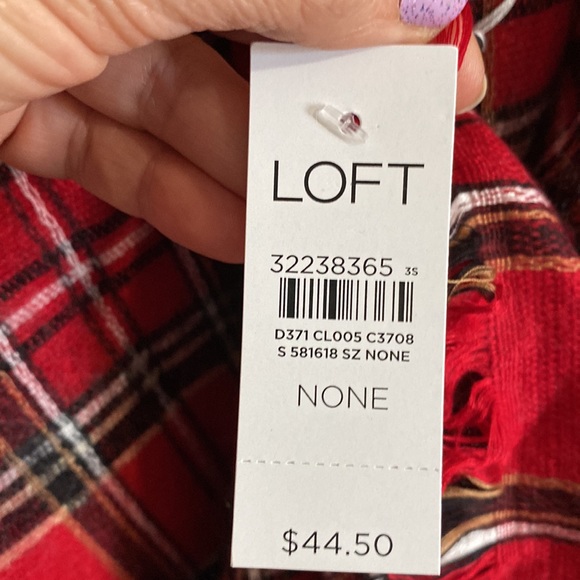 LOFT
32238365 3S
D371 CL005 C3708
S 581618 SZ NONE
NONE
$44.50